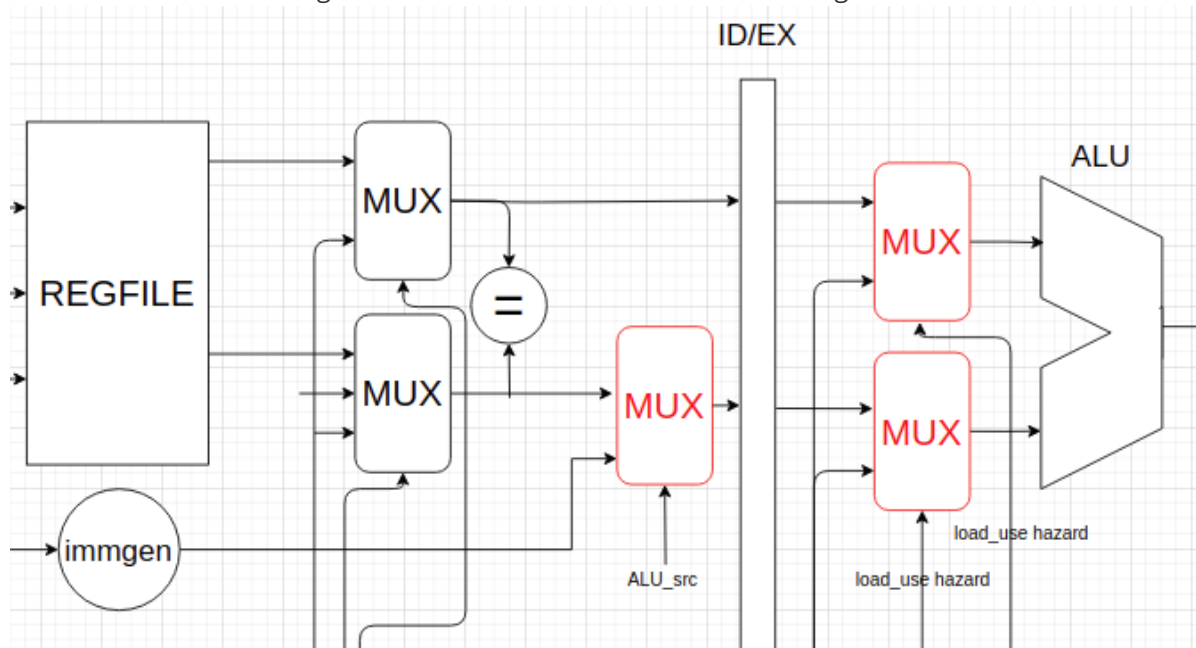 ID/EX
ALU
MUX
MUX
REGFILE
=
MUX
MUX
MUX
immgen
load_use hazard
ALU_src
load_use hazard